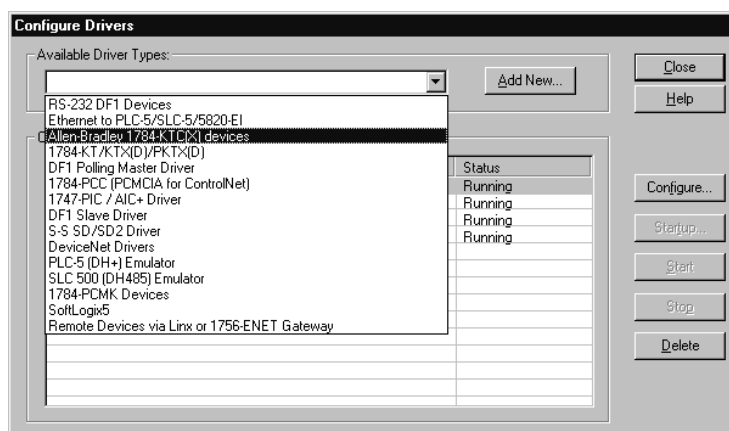 Configure Drivers
Available Driver Types:
Add New...
Close
Help
RS-232 DF1 Devices
Ethernet to PLC-5/SLC-5/5820-EI
Allen-Bradley 1784-KTC(X) devices
1784-KT/KTX(D)/PKTX(D)
DF1 Polling Master Driver
1784-PCC (PCMCIA for ControlNet)
1747-PIC / AIC+ Driver
DF1 Slave Driver
S-S SD/SD2 Driver
DeviceNet Drivers
PLC-5 (DH+) Emulator
SLC 500 (DH485) Emulator
1784-PCMK Devices
SoftLogix5
Remote Devices via Linx or 1756-ENET Gateway
Status
Running
Running
Running
Running
Configure...
Startup...
Start
Stop
Delete